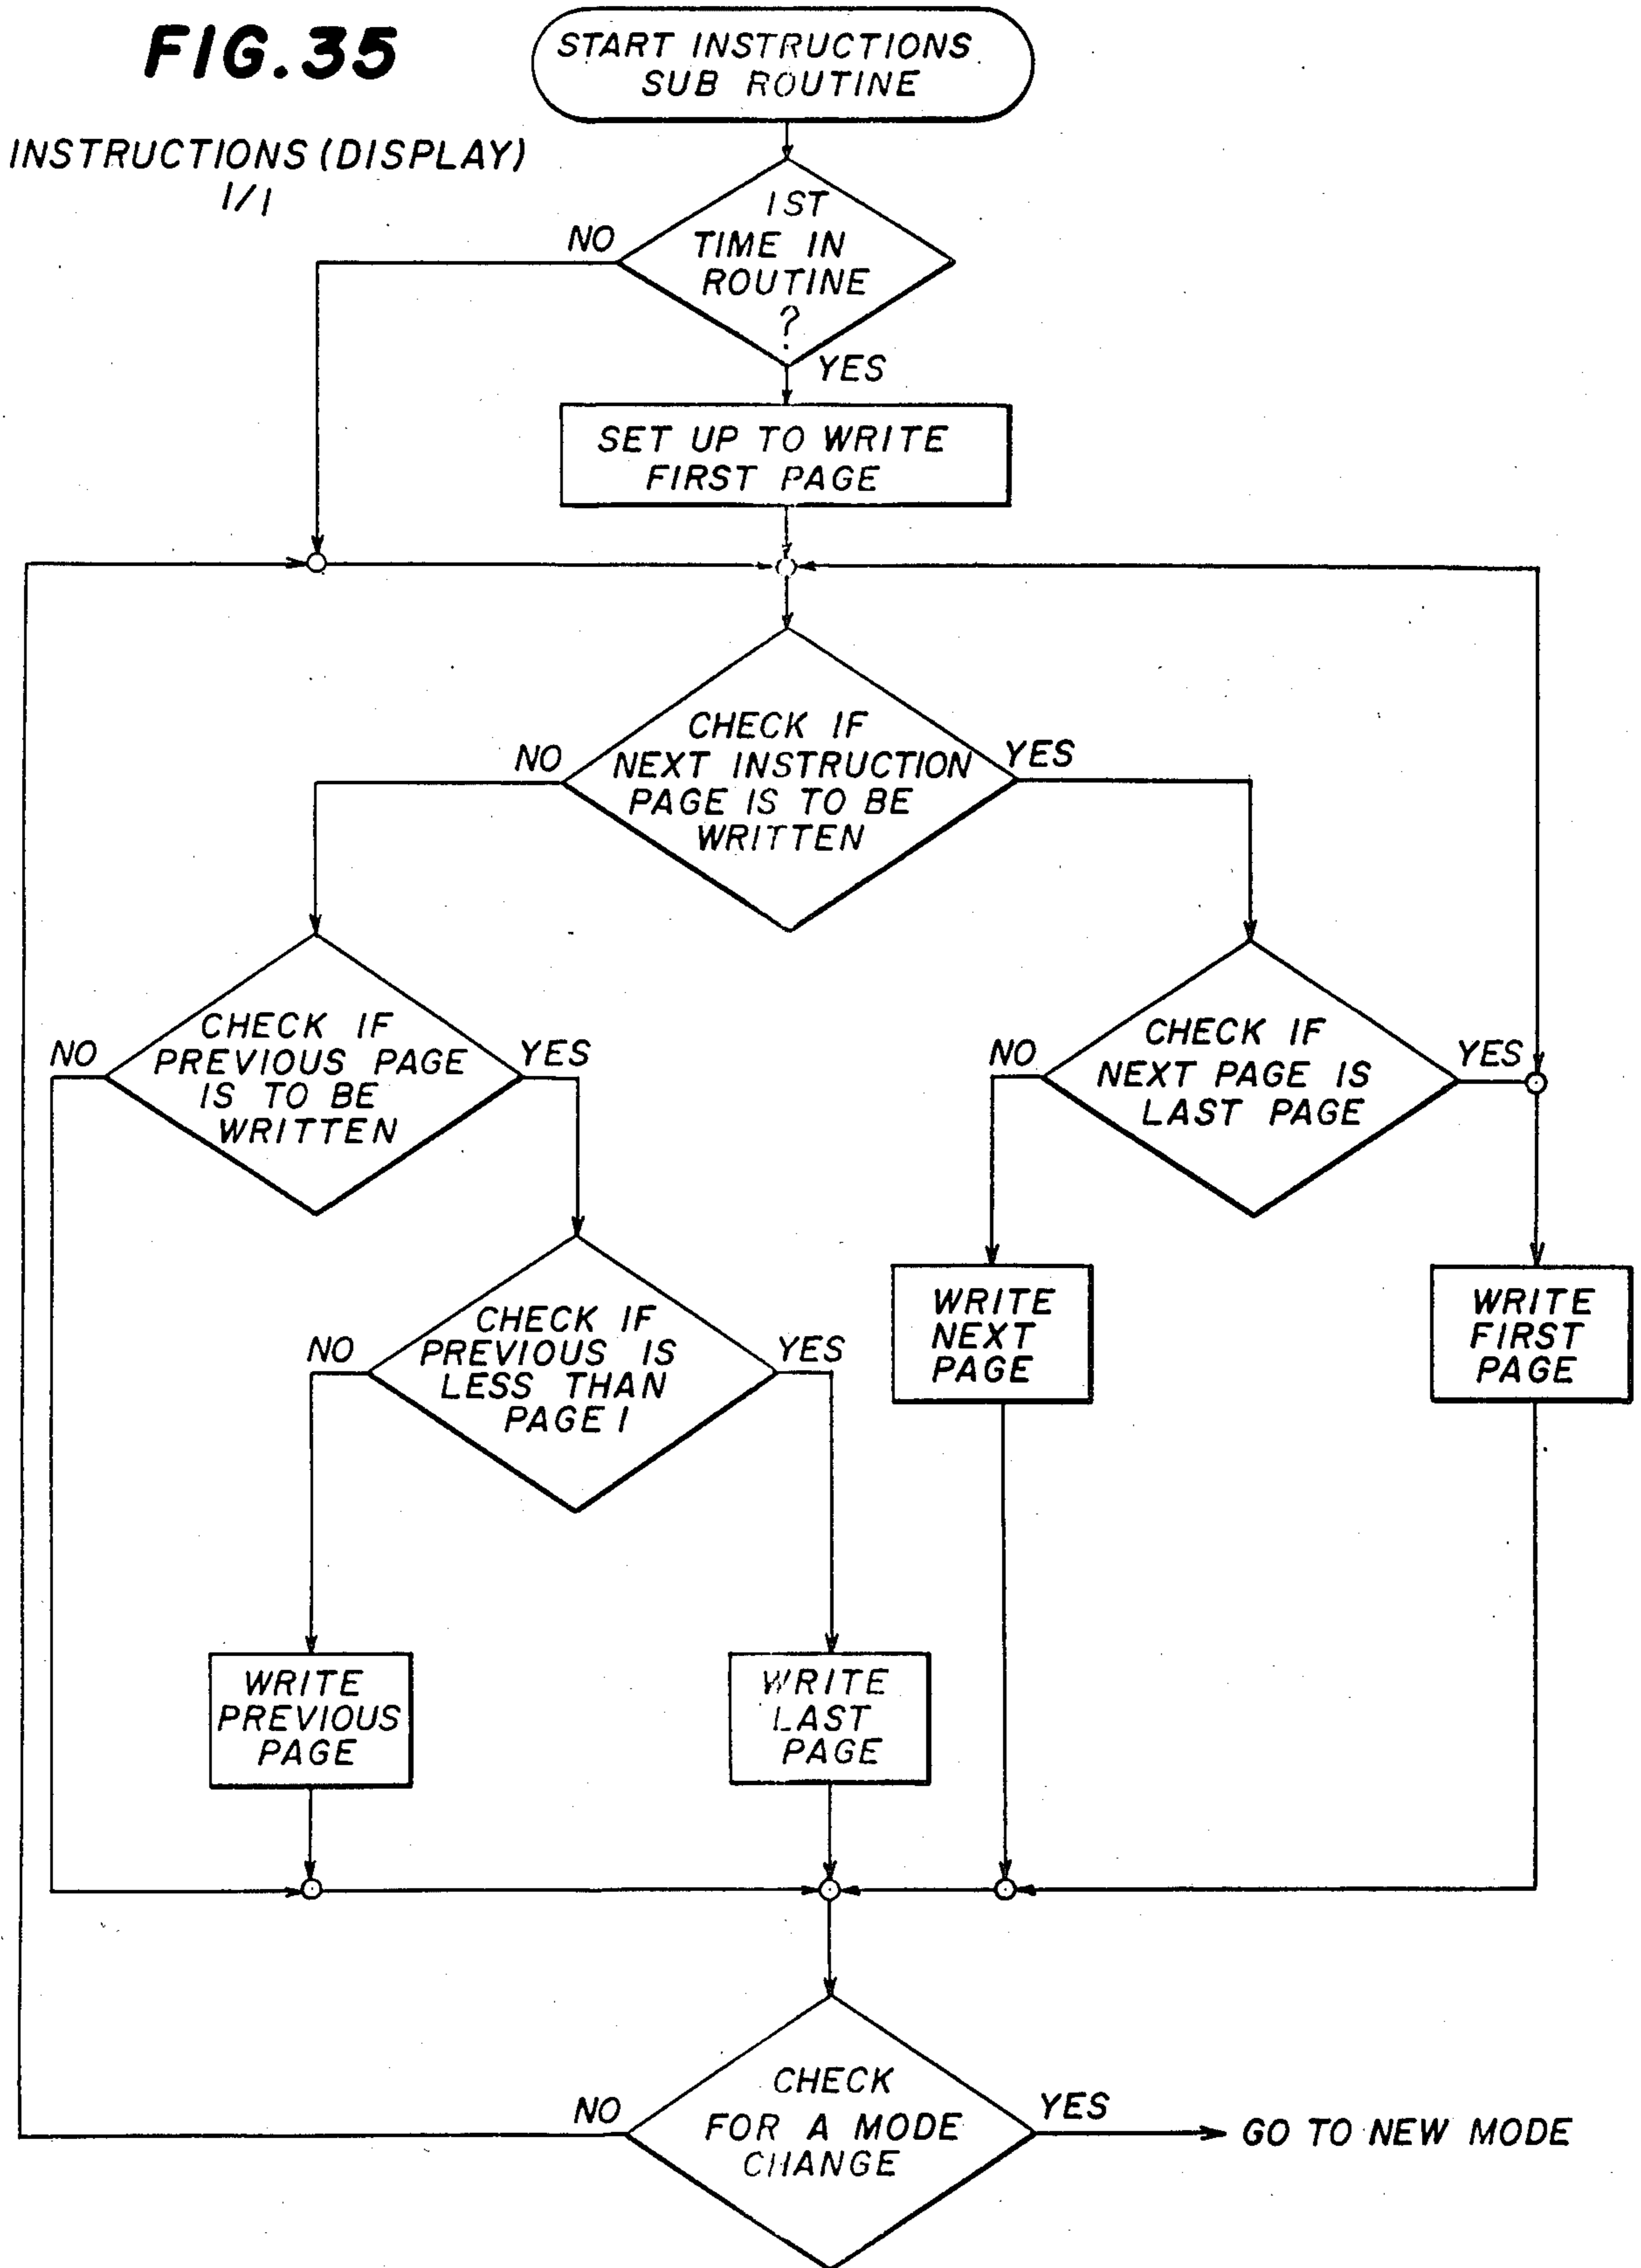 FIG.35
INSTRUCTIONS (DISPLAY)
1/1
START INSTRUCTIONS
SUB ROUTINE
1ST
TIME IN
ROUTINE
?
NO
YES
SET UP TO WRITE
FIRST PAGE
CHECK IF
NEXT INSTRUCTION
PAGE IS TO BE
WRITTEN
NO
YES
CHECK IF
PREVIOUS PAGE
IS TO BE
WRITTEN
NO
YES
CHECK IF
NEXT PAGE IS
LAST PAGE
NO
YES
CHECK IF
PREVIOUS IS
LESS THAN
PAGE 1
NO
YES
WRITE
NEXT
PAGE
WRITE
FIRST
PAGE
WRITE
PREVIOUS
PAGE
WRITE
LAST
PAGE
CHECK
FOR A MODE
CHANGE
NO
YES
GO TO NEW MODE